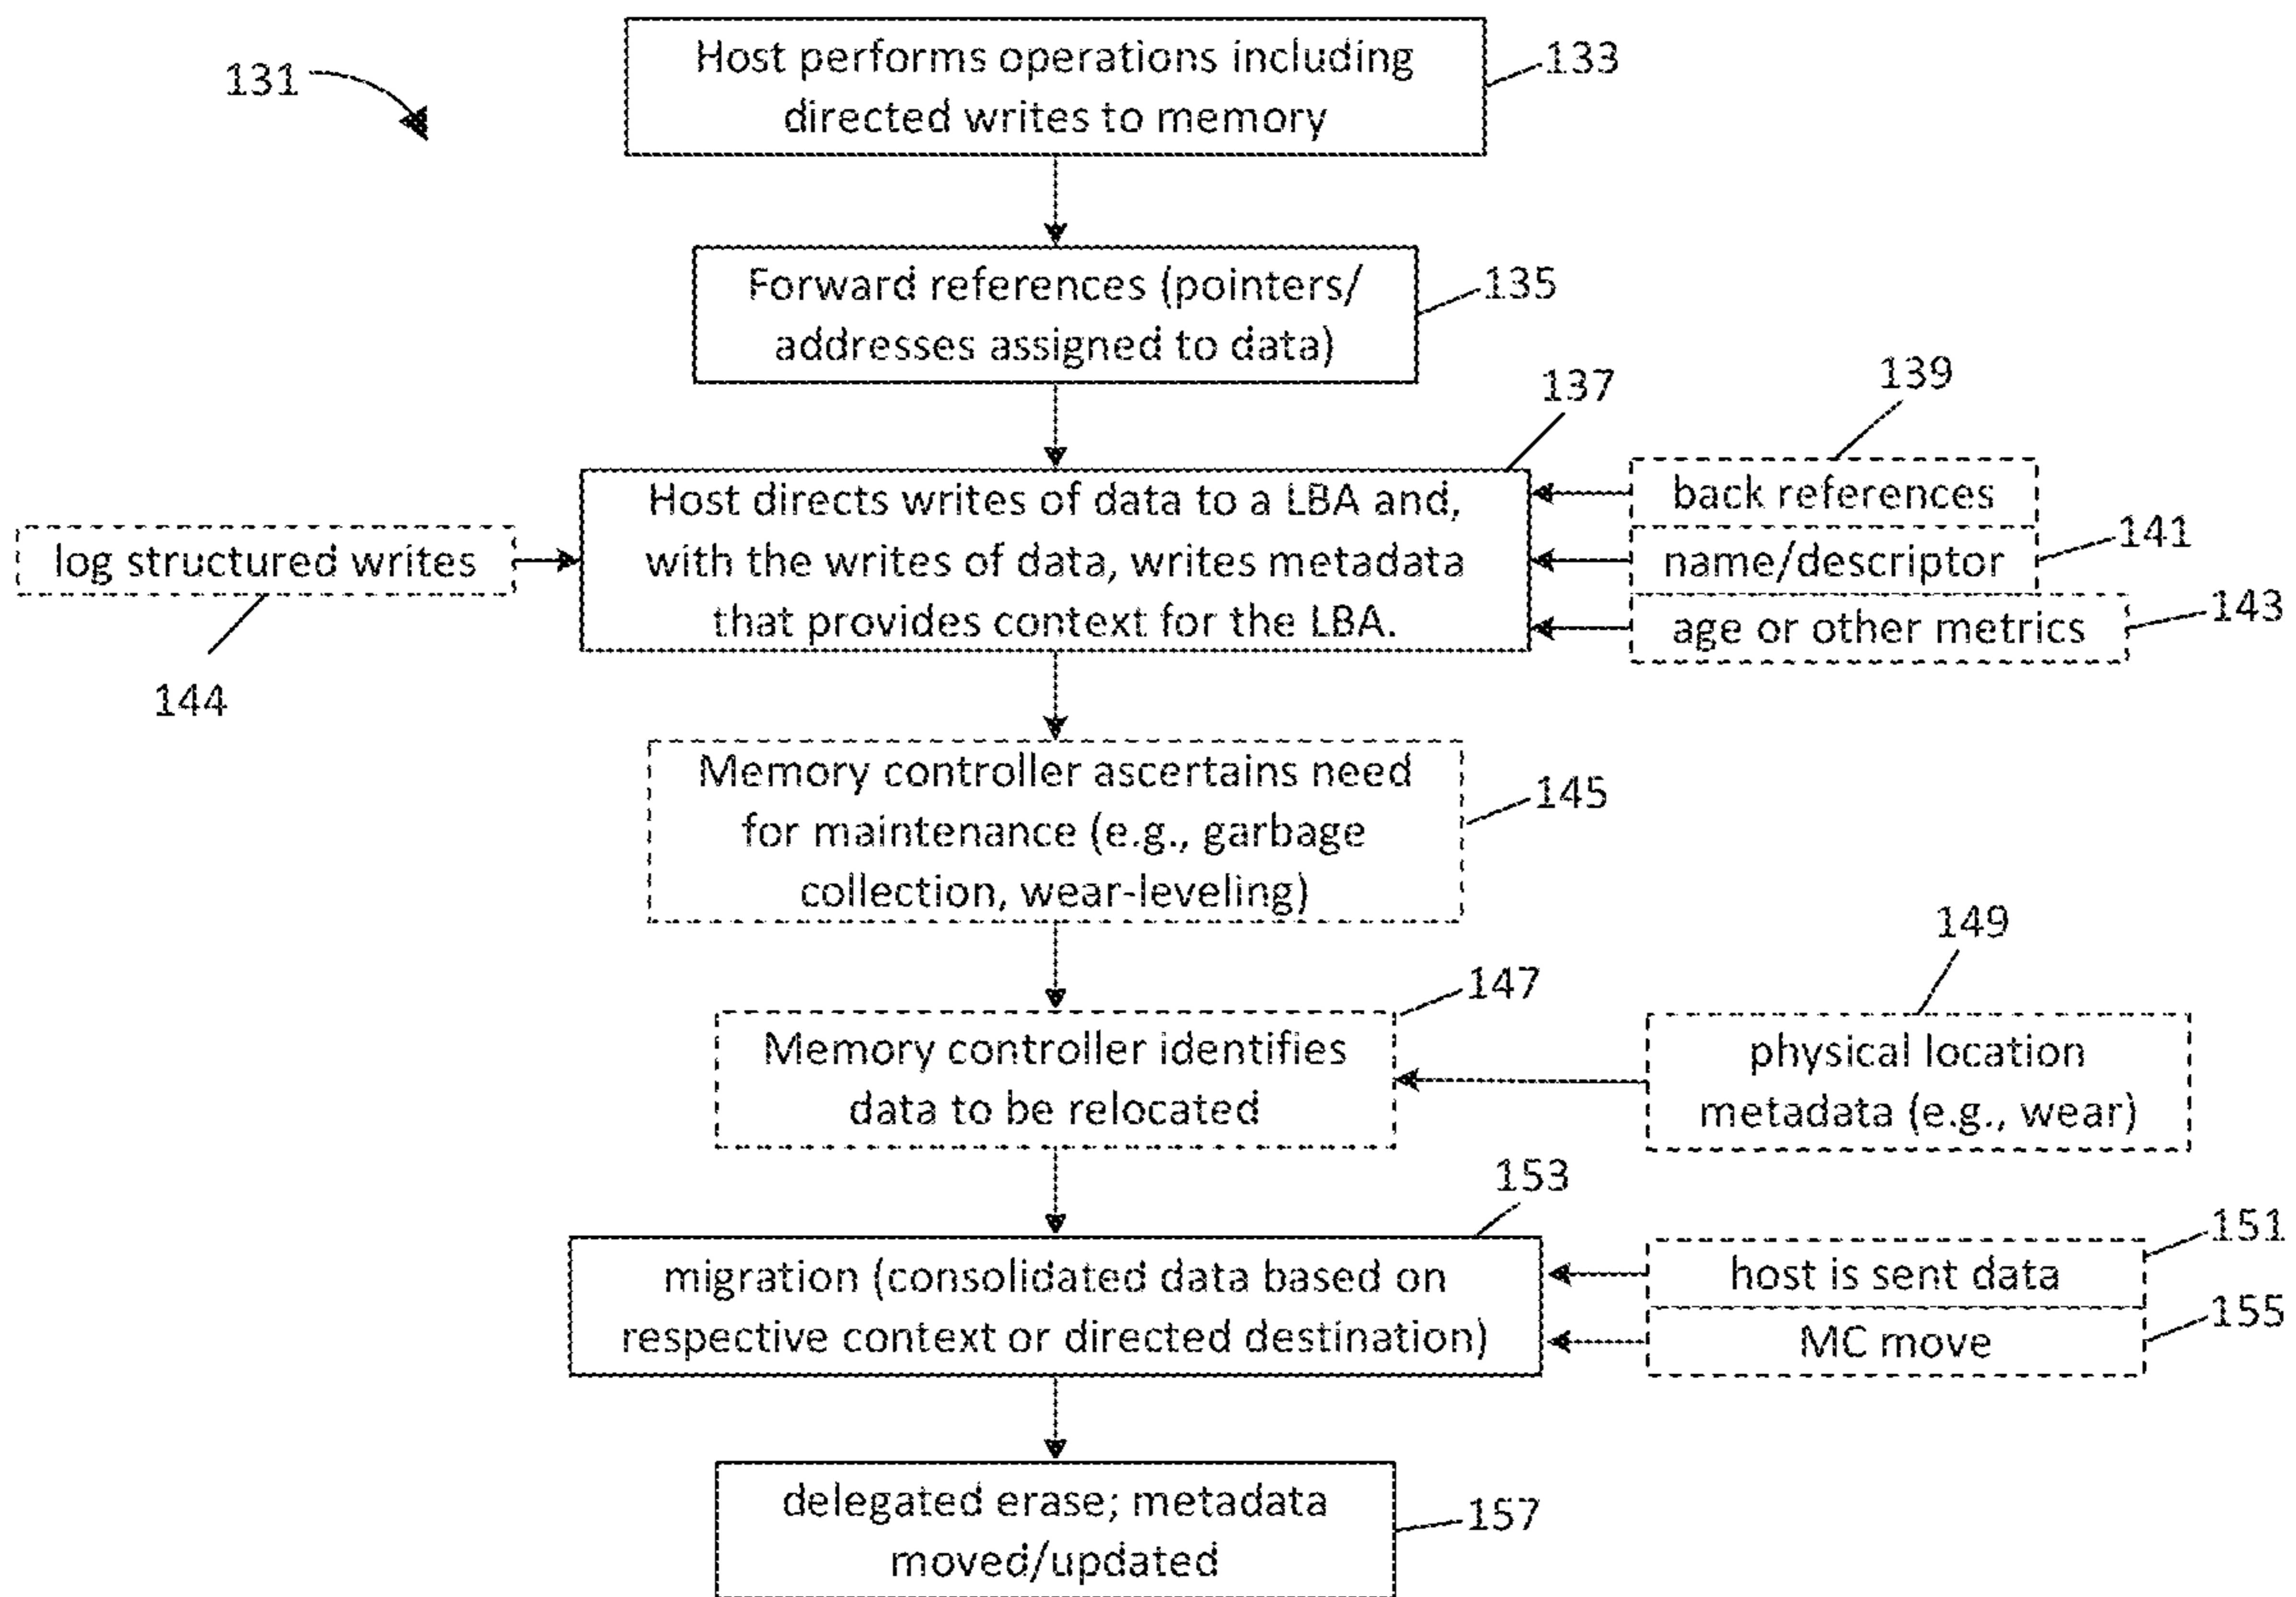 131
Host performs operations including
directed writes to memory
133
Forward references (pointers/
addresses assigned to data)
135
137
139
Host directs writes of data to a LBA and,
with the writes of data, writes metadata
that provides context for the LBA.
back references
name/descriptor
141
age or other metrics
143
log structured writes
144
Memory controller ascertains need
for maintenance (e.g., garbage
collection, wear-leveling)
145
147
149
Memory controller identifies
data to be relocated
physical location
metadata (e.g., wear)
153
migration (consolidated data based on
respective context or directed destination)
host is sent data
151
MC move
155
delegated erase; metadata
moved/updated
157